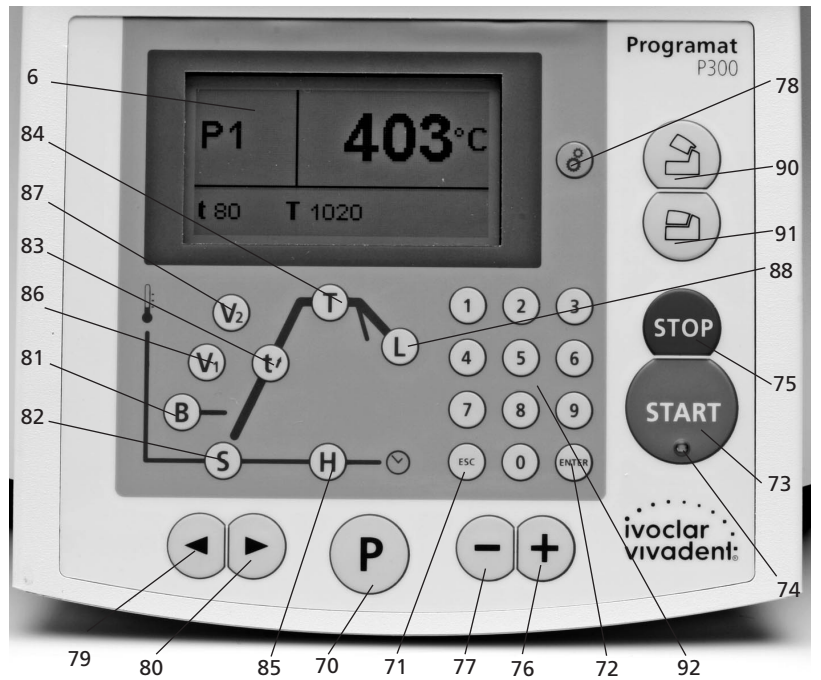 Programat
P300
6
78
P1 403°C
84
t 80 T 1020
90
87
91
83
88
86
81
82
V2
T
1 2 3
L
STOP
75
V1
t′
4 5 6
B
7 8 9
START
S
H
ESC 0 ENTER
73
ivoclar
vivadent®
P
- +
74
79 80 85 70 71 77 76 72 92